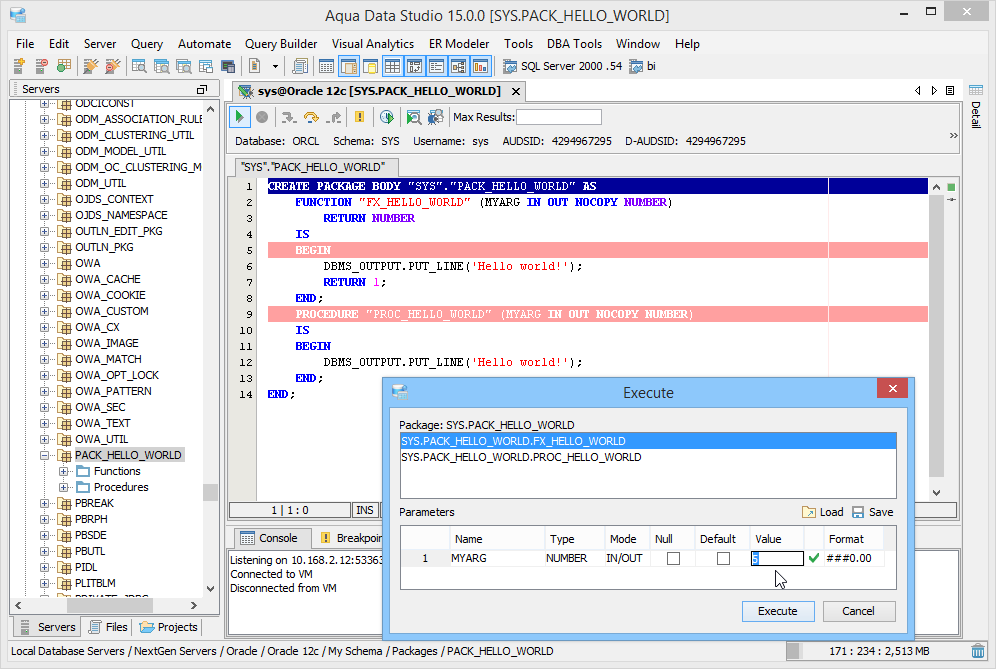 Aqua Data Studio 15.0.0 [SYS.PACK_HELLO_WORLD]
File Edit Server Query Automate Query Builder Visual Analytics ER Modeler Tools DBA Tools Window Help
SQL Server 2000 .54 bi
Servers
ODCICONST
ODM_ASSOCIATION_RULE
ODM_CLUSTERING_UTIL
ODM_MODEL_UTIL
ODM_OC_CLUSTERING_M
ODM_UTIL
OJDS_CONTEXT
OJDS_NAMESPACE
OUTLN_EDIT_PKG
OUTLN_PKG
OWA
OWA_CACHE
OWA_COOKIE
OWA_CUSTOM
OWA_CX
OWA_IMAGE
OWA_MATCH
OWA_OPT_LOCK
OWA_PATTERN
OWA_SEC
OWA_TEXT
OWA_UTIL
PACK_HELLO_WORLD
Functions
Procedures
PBREAK
PBRPH
PBSDE
PBUTL
PIDL
PLITBLM
Servers Files Projects
sys@Oracle 12c [SYS.PACK_HELLO_WORLD]
Max Results:
Database: ORCL Schema: SYS Username: sys AUDSID: 4294967295 D-AUDSID: 4294967295
"SYS"."PACK_HELLO_WORLD"
1 CREATE PACKAGE BODY "SYS"."PACK_HELLO_WORLD" AS
2 FUNCTION "FX_HELLO_WORLD" (MYARG IN OUT NOCOPY NUMBER)
3 RETURN NUMBER
4 IS
5 BEGIN
6 DBMS_OUTPUT.PUT_LINE('Hello world!');
7 RETURN 1;
8 END;
9 PROCEDURE "PROC_HELLO_WORLD" (MYARG IN OUT NOCOPY NUMBER)
10 IS
11 BEGIN
12 DBMS_OUTPUT.PUT_LINE('Hello world!');
13 END;
14 END;
1 | 1 : 0 INS
Console Breakpoin
Listening on 10.168.2.12:53363
Connected to VM
Disconnected from VM
Detail
Execute
Package: SYS.PACK_HELLO_WORLD
SYS.PACK_HELLO_WORLD.FX_HELLO_WORLD
SYS.PACK_HELLO_WORLD.PROC_HELLO_WORLD
Parameters Load Save
Name Type Mode Null Default Value Format
1 MYARG NUMBER IN/OUT 5 ###0.00
Execute Cancel
Local Database Servers / NextGen Servers / Oracle / Oracle 12c / My Schema / Packages / PACK_HELLO_WORLD 171 : 234 : 2,513 MB